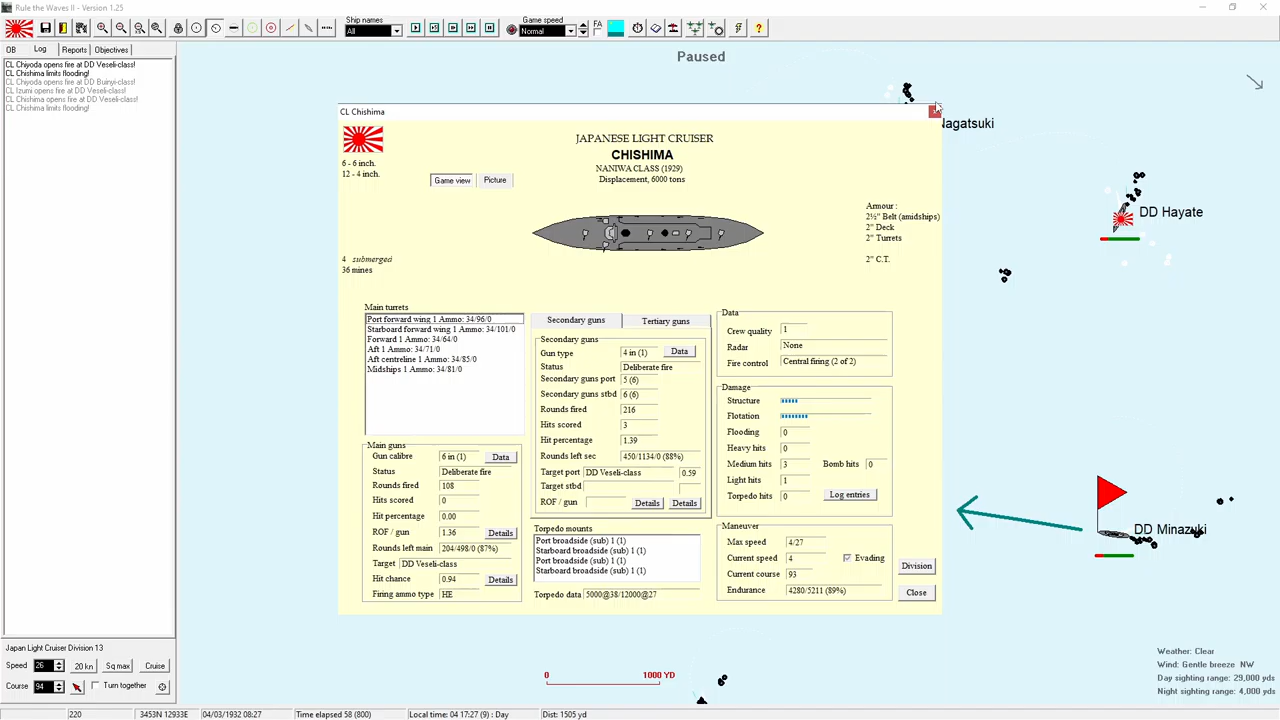 Rule the Waves II - Version 1.25
Ship names
All
Game speed
Normal
FA
OB
Log
Reports
Objectives
CL Chiyoda opens fire at DD Veseli-class!
CL Chishima limits flooding!
CL Chiyoda opens fire at DD Buinyi-class!
CL Izumi opens fire at DD Veseli-class!
CL Chishima opens fire at DD Veseli-class!
CL Chishima limits flooding!
Paused
Nagatsuki
DD Hayate
DD Minazuki
CL Chishima
JAPANESE LIGHT CRUISER
CHISHIMA
NANIWA CLASS (1929)
Displacement, 6000 tons
6 - 6 inch.
12 - 4 inch.
Game view
Picture
Armour :
2½" Belt (amidships)
2" Deck
2" Turrets
2" C.T.
4 submerged
36 mines
Main turrets
Port forward wing 1 Ammo: 34/96/0
Starboard forward wing 1 Ammo: 34/101/0
Forward 1 Ammo: 34/64/0
Aft 1 Ammo: 34/71/0
Aft centreline 1 Ammo: 34/85/0
Midships 1 Ammo: 34/81/0
Main guns
Gun calibre 6 in (1) Data
Status Deliberate fire
Rounds fired 108
Hits scored 0
Hit percentage 0.00
ROF / gun 1.36 Details
Rounds left main 204/498/0 (87%)
Target DD Veseli-class
Hit chance 0.94 Details
Firing ammo type HE
Secondary guns
Tertiary guns
Secondary guns
Gun type 4 in (1) Data
Status Deliberate fire
Secondary guns port 5 (6)
Secondary guns stbd 6 (6)
Rounds fired 216
Hits scored 3
Hit percentage 1.39
Rounds left sec 450/1134/0 (88%)
Target port DD Veseli-class 0.59
Target stbd
ROF / gun Details Details
Torpedo mounts
Port broadside (sub) 1 (1)
Starboard broadside (sub) 1 (1)
Port broadside (sub) 1 (1)
Starboard broadside (sub) 1 (1)
Torpedo data 5000@38/12000@27
Data
Crew quality 1
Radar None
Fire control Central firing (2 of 2)
Damage
Structure
Flotation
Flooding 0
Heavy hits 0
Medium hits 3 Bomb hits 0
Light hits 1
Torpedo hits 0 Log entries
Maneuver
Max speed 4/27
Current speed 4 Evading
Current course 93
Endurance 4280/5211 (89%)
Division
Close
Japan Light Cruiser Division 13
Speed 26 20 kn Sq max Cruise
Course 94 Turn together
0 1000 YD
Weather: Clear
Wind: Gentle breeze NW
Day sighting range: 29,000 yds
Night sighting range: 4,000 yds
220 3453N 12933E 04/03/1932 08:27 Time elapsed 58 (800) Local time: 04 17:27 (9) : Day Dist: 1505 yd